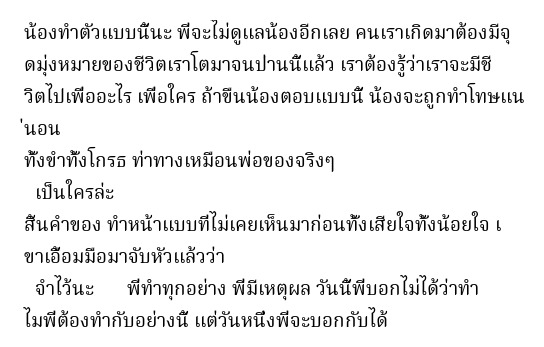 น้องทำตัวแบบนี้นะ พี่จะไม่ดูแลน้องอีกเลย คนเราเกิดมาต้องมีจุ
ดมุ่งหมายของชีวิตเราโตมาจนปานนี้แล้ว เราต้องรู้ว่าเราจะมีชี
วิตไปเพื่ออะไร เพื่อใคร ถ้าขืนน้องตอบแบบนี้ น้องจะถูกทำโทษแน
่นอน
ทั้งขำทั้งโกรธ ท่าทางเหมือนพ่อของจริงๆ
เป็นใครล่ะ
สิ้นคำของ ทำหน้าแบบที่ไม่เคยเห็นมาก่อนทั้งเสียใจทั้งน้อยใจ เ
ขาเอื้อมมือมาจับหัวแล้วว่า
จำไว้นะ พี่ทำทุกอย่าง พี่มีเหตุผล วันนี้พี่บอกไม่ได้ว่าทำ
ไมพี่ต้องทำกับอย่างนี้ แต่วันหนึ่งพี่จะบอกกับได้